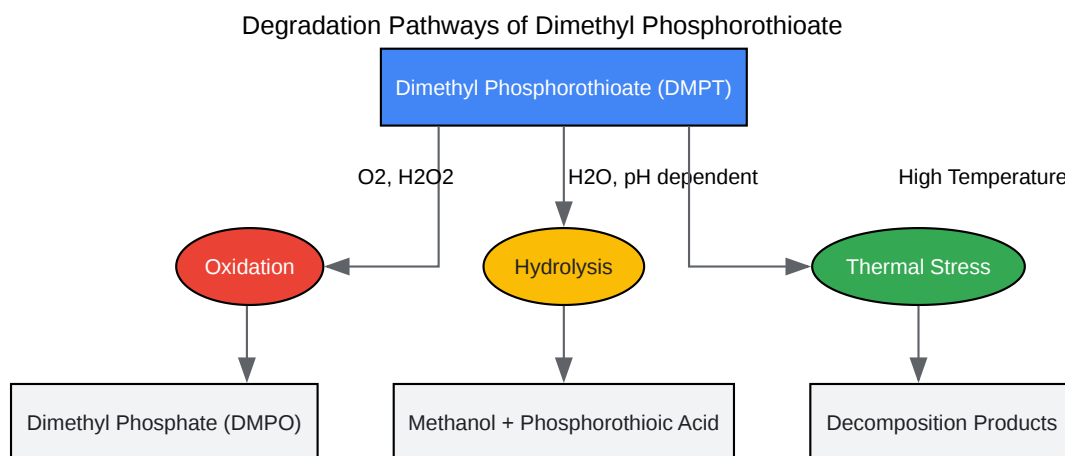 Degradation Pathways of Dimethyl Phosphorothioate
Dimethyl Phosphorothioate (DMPT)
O2, H2O2
H2O, pH dependent
High Temperature
Oxidation
Hydrolysis
Thermal Stress
Dimethyl Phosphate (DMPO)
Methanol + Phosphorothioic Acid
Decomposition Products